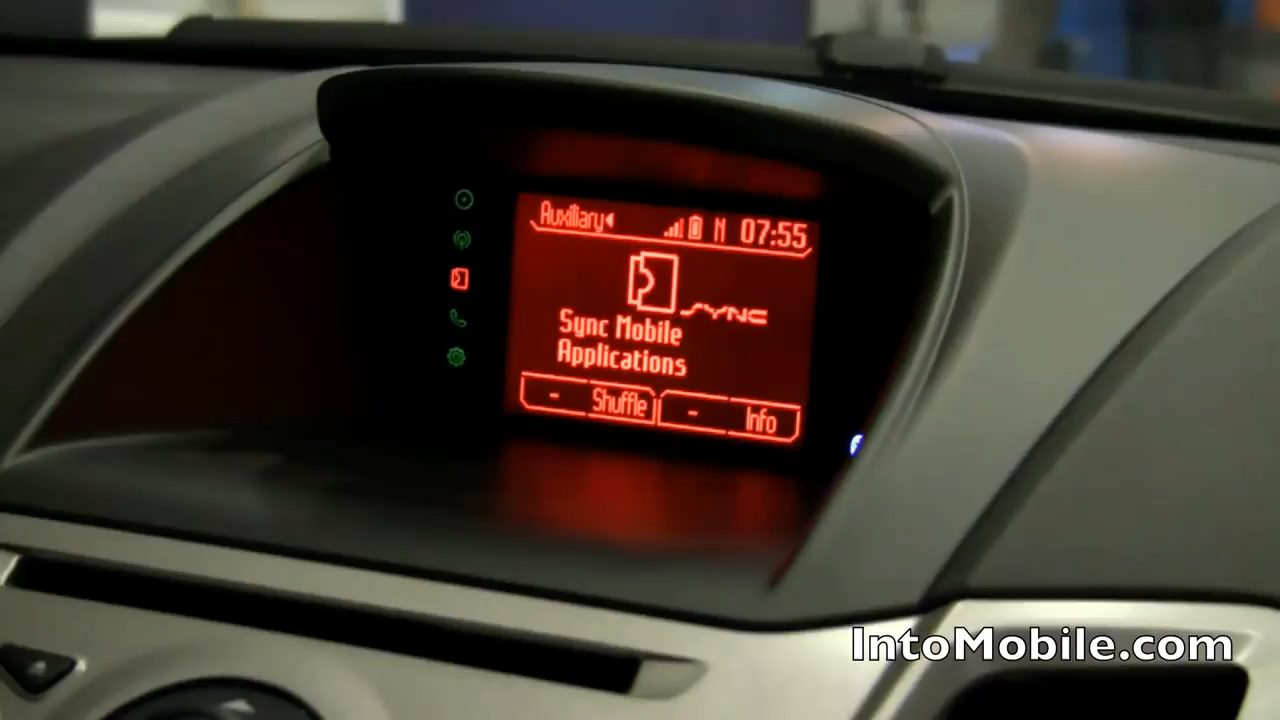 Auxiliary N 07:55
SYNC
Sync Mobile
Applications
- Shuffle - Info
IntoMobile.com